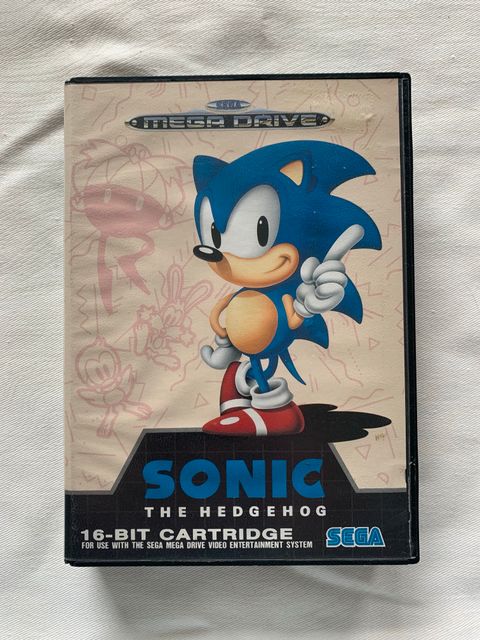 SEGA
MEGA DRIVE
SONIC
THE HEDGEHOG
16-BIT CARTRIDGE
FOR USE WITH THE SEGA MEGA DRIVE VIDEO ENTERTAINMENT SYSTEM
SEGA